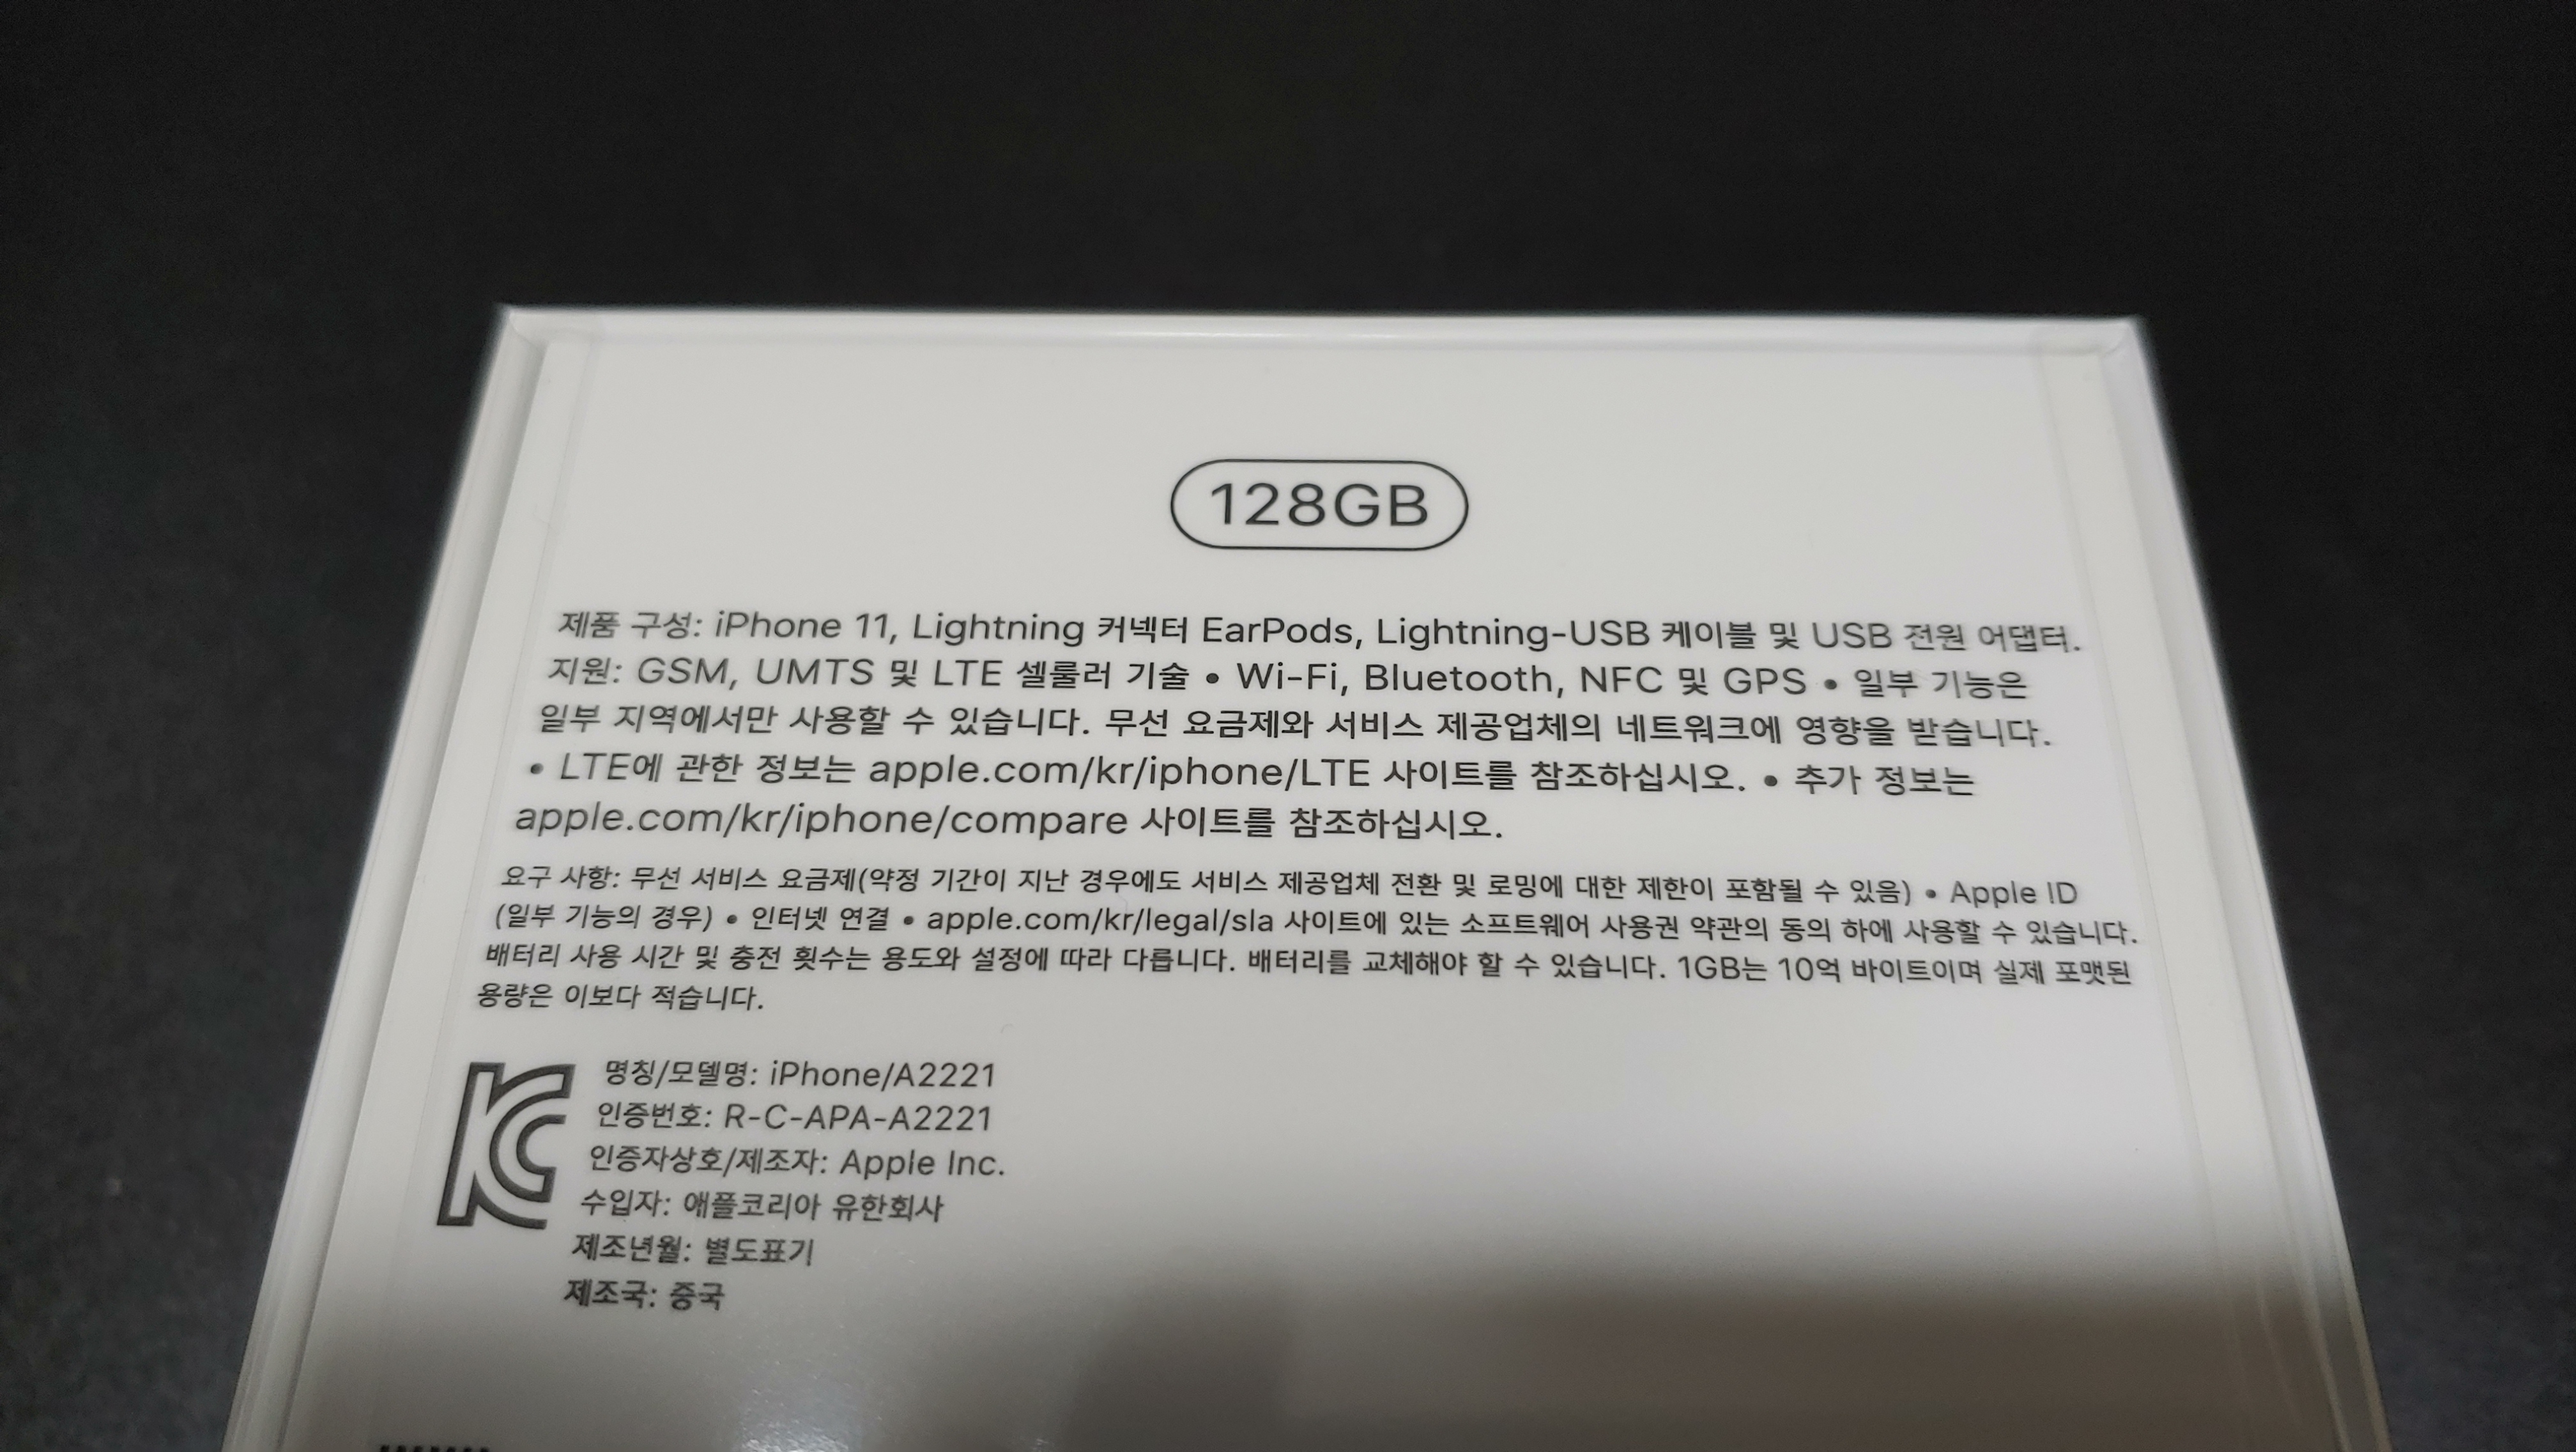 128GB
제품 구성: iPhone 11, Lightning 커넥터 EarPods, Lightning-USB 케이블 및 USB 전원 어댑터.
지원: GSM, UMTS 및 LTE 셀룰러 기술 • Wi-Fi, Bluetooth, NFC 및 GPS • 일부 기능은
일부 지역에서만 사용할 수 있습니다. 무선 요금제와 서비스 제공업체의 네트워크에 영향을 받습니다.
• LTE에 관한 정보는 apple.com/kr/iphone/LTE 사이트를 참조하십시오. • 추가 정보는
apple.com/kr/iphone/compare 사이트를 참조하십시오.
요구 사항: 무선 서비스 요금제(약정 기간이 지난 경우에도 서비스 제공업체 전환 및 로밍에 대한 제한이 포함될 수 있음) • Apple ID
(일부 기능의 경우) • 인터넷 연결 • apple.com/kr/legal/sla 사이트에 있는 소프트웨어 사용권 약관의 동의 하에 사용할 수 있습니다.
배터리 사용 시간 및 충전 횟수는 용도와 설정에 따라 다릅니다. 배터리를 교체해야 할 수 있습니다. 1GB는 10억 바이트이며 실제 포맷된
용량은 이보다 적습니다.
명칭/모델명: iPhone/A2221
인증번호: R-C-APA-A2221
인증자상호/제조자: Apple Inc.
수입자: 애플코리아 유한회사
제조년월: 별도표기
제조국: 중국